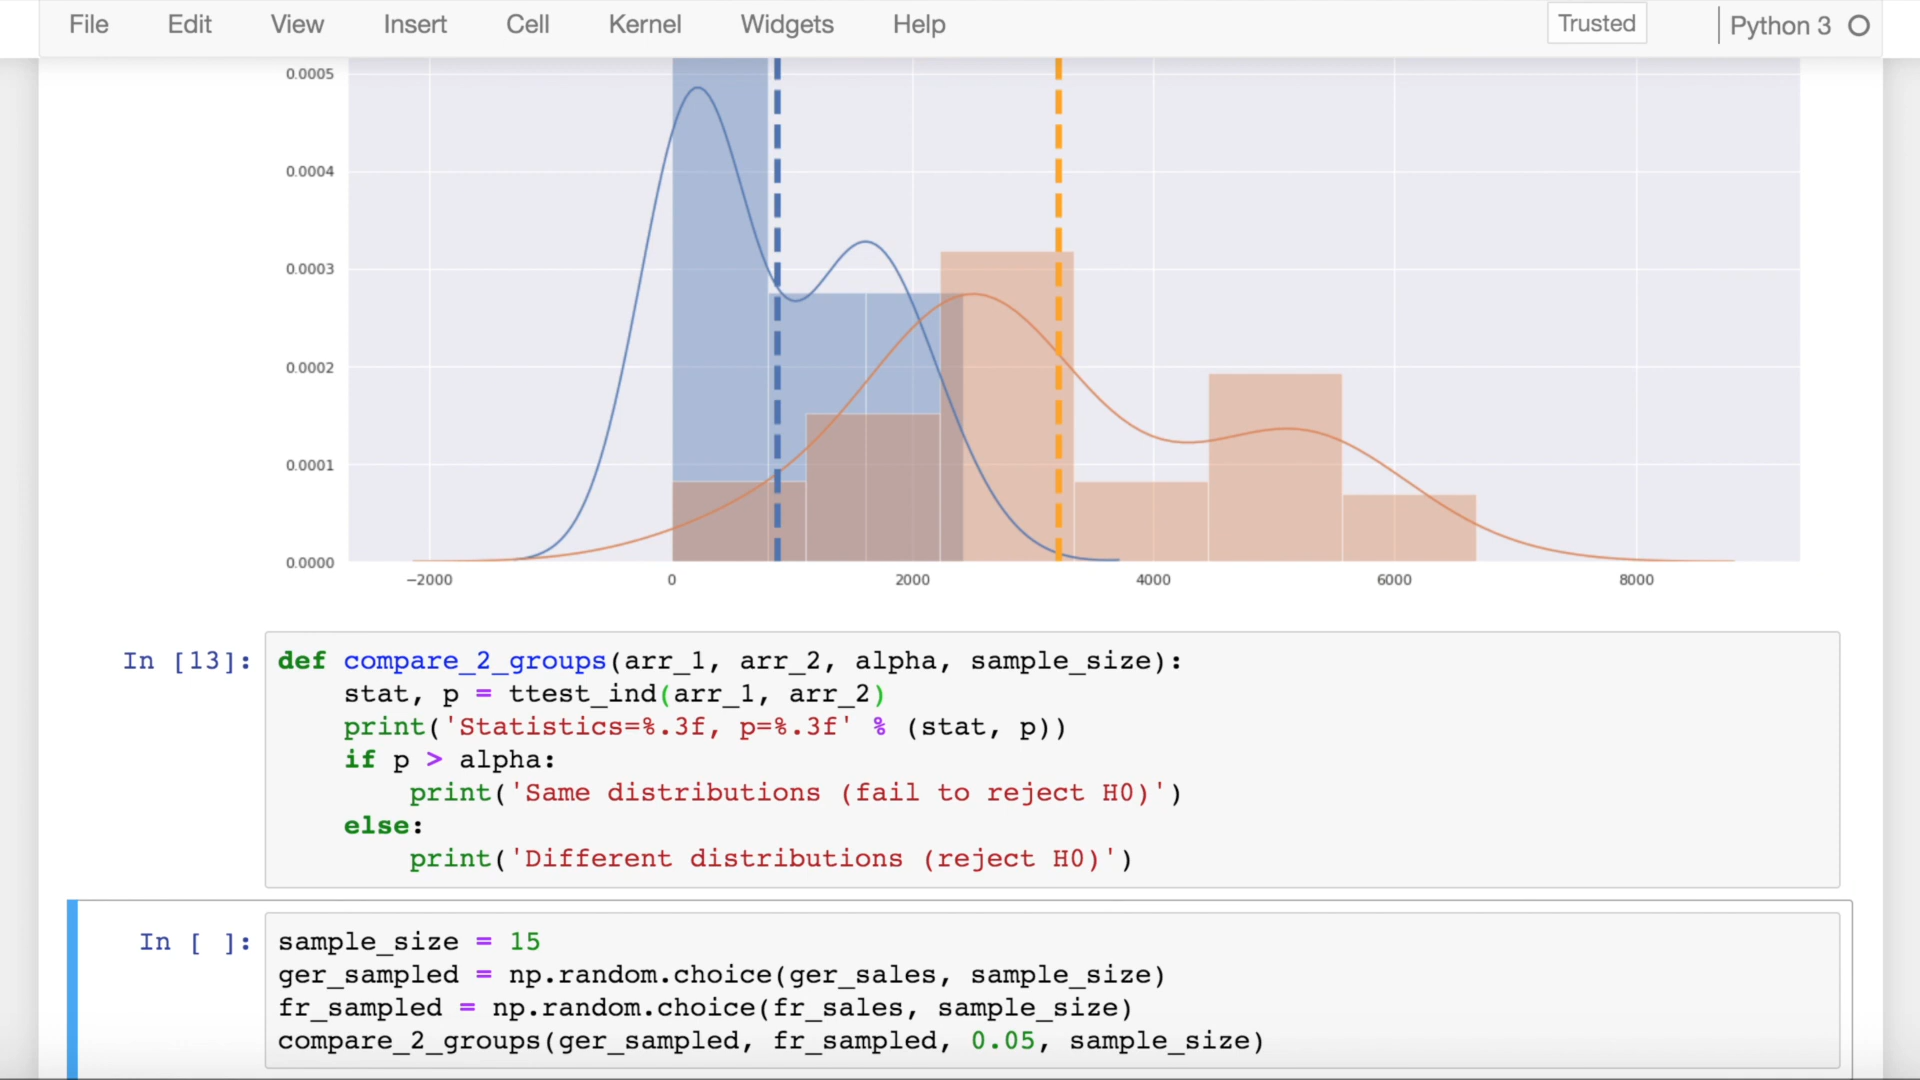 File Edit View Insert Cell Kernel Widgets Help Trusted Python 3
0.0005
0.0004
0.0003
0.0002
0.0001
0.0000
−2000 0 2000 4000 6000 8000
In [13]: def compare_2_groups(arr_1, arr_2, alpha, sample_size):
    stat, p = ttest_ind(arr_1, arr_2)
    print('Statistics=%.3f, p=%.3f' % (stat, p))
    if p > alpha:
        print('Same distributions (fail to reject H0)')
    else:
        print('Different distributions (reject H0)')
In [ ]: sample_size = 15
ger_sampled = np.random.choice(ger_sales, sample_size)
fr_sampled = np.random.choice(fr_sales, sample_size)
compare_2_groups(ger_sampled, fr_sampled, 0.05, sample_size)